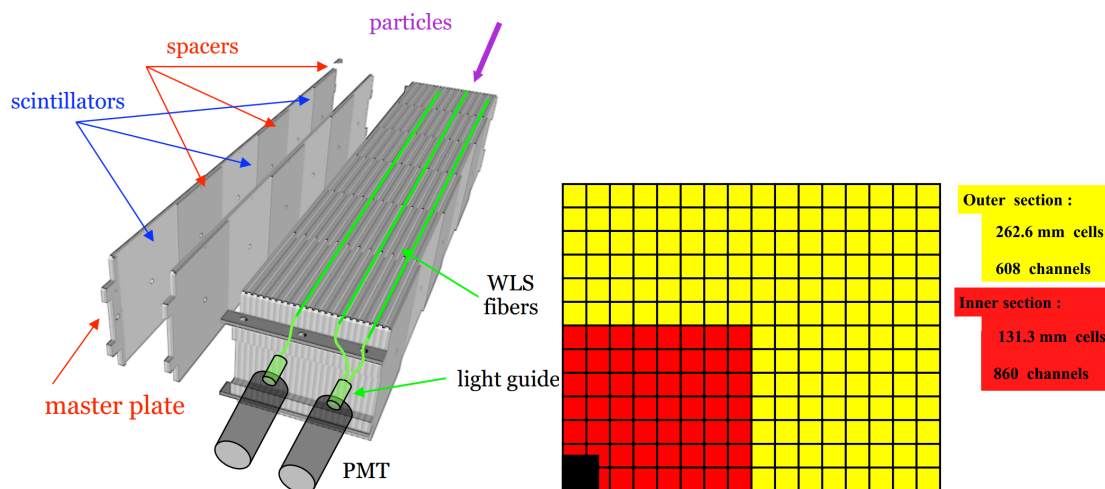 particles
spacers
scintillators
WLS
fibers
light guide
master plate
PMT
Outer section :
262.6 mm cells
608 channels
Inner section :
131.3 mm cells
860 channels